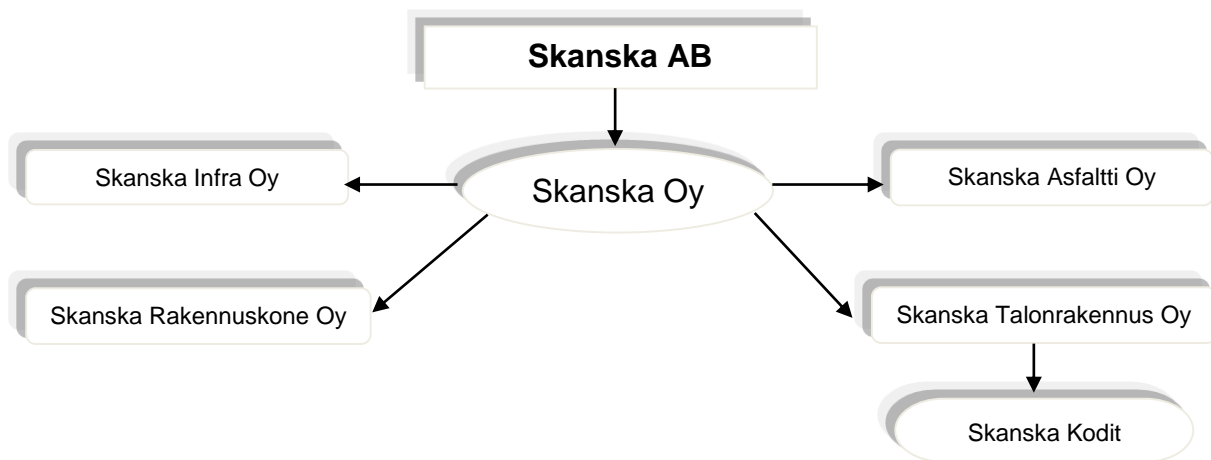 Skanska AB
Skanska Infra Oy
Skanska Oy
Skanska Asfaltti Oy
Skanska Rakennuskone Oy
Skanska Talonrakennus Oy
Skanska Kodit